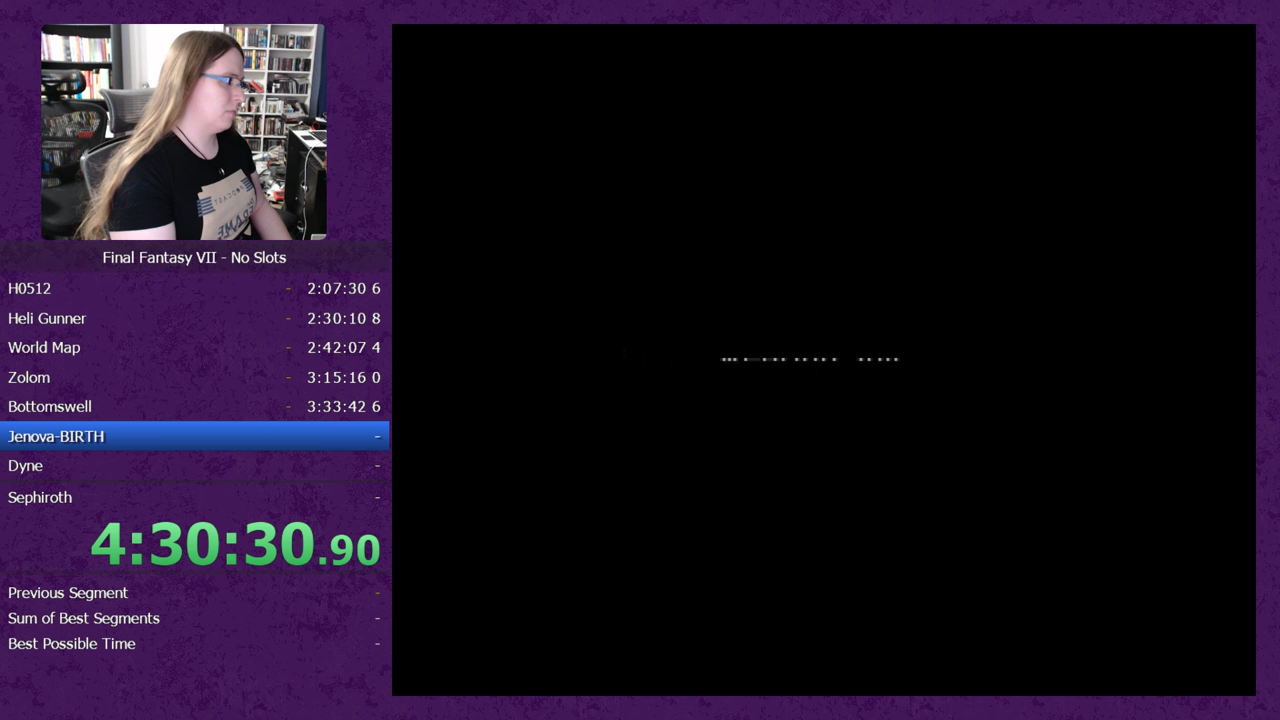 Final Fantasy VII - No Slots
H0512 - 2:07:30 6
Heli Gunner - 2:30:10 8
World Map - 2:42:07 4
Zolom - 3:15:16 0
Bottomswell - 3:33:42 6
Jenova-BIRTH -
Dyne -
Sephiroth -
4:30:30.90
Previous Segment -
Sum of Best Segments -
Best Possible Time -